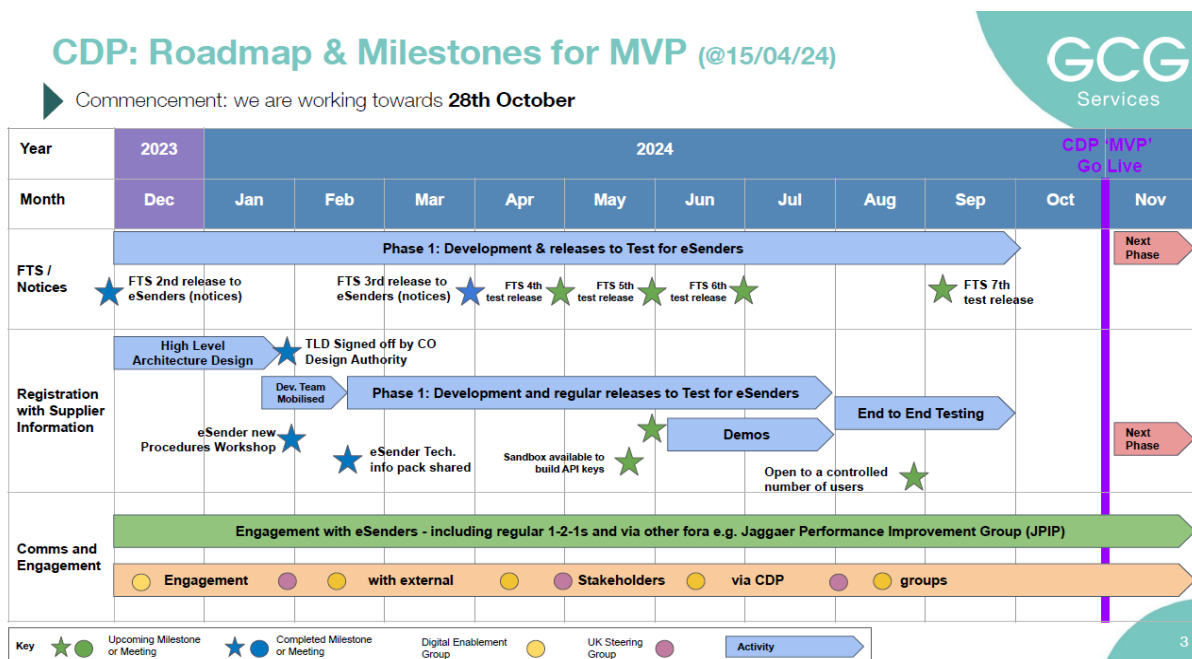 CDP: Roadmap & Milestones for MVP (@15/04/24)
GCG
Services
Commencement: we are working towards 28th October
Year
2023
2024
CDP 'MVP'
Go Live
Month
Dec
Jan
Feb
Mar
Apr
May
Jun
Jul
Aug
Sep
Oct
Nov
FTS /
Notices
Phase 1: Development & releases to Test for eSenders
Next
Phase
FTS 2nd release to
eSenders (notices)
FTS 3rd release to
eSenders (notices)
FTS 4th
test release
FTS 5th
test release
FTS 6th
test release
FTS 7th
test release
Registration
with Supplier
Information
High Level
Architecture Design
TLD Signed off by CO
Design Authority
Dev. Team
Mobilised
Phase 1: Development and regular releases to Test for eSenders
End to End Testing
eSender new
Procedures Workshop
eSender Tech.
info pack shared
Sandbox available to
build API keys
Demos
Open to a controlled
number of users
Next
Phase
Comms and
Engagement
Engagement with eSenders - including regular 1-2-1s and via other fora e.g. Jaggaer Performance Improvement Group (JPIP)
Engagement with external Stakeholders via CDP groups
Key
Upcoming Milestone
or Meeting
Completed Milestone
or Meeting
Digital Enablement
Group
UK Steering
Group
Activity
3